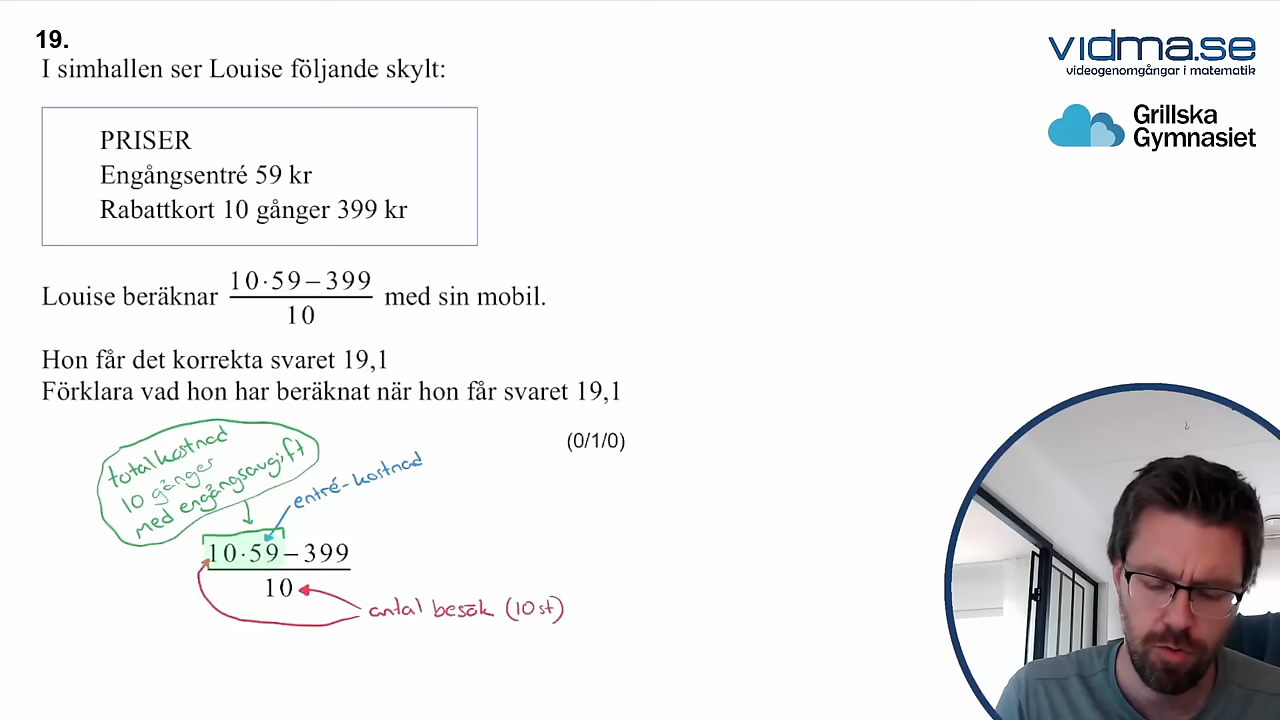 19.
I simhallen ser Louise följande skylt:
vidma.se
videogenomgångar i matematik
Grillska
Gymnasiet
PRISER
Engångsentré 59 kr
Rabattkort 10 gånger 399 kr
Louise beräknar (10·59–399)/10 med sin mobil.
Hon får det korrekta svaret 19,1
Förklara vad hon har beräknat när hon får svaret 19,1
(0/1/0)
totalkostnad
10 gånger
med engångsavgift
entré-kostnad
10·59–399
10
antal besök (10 st)